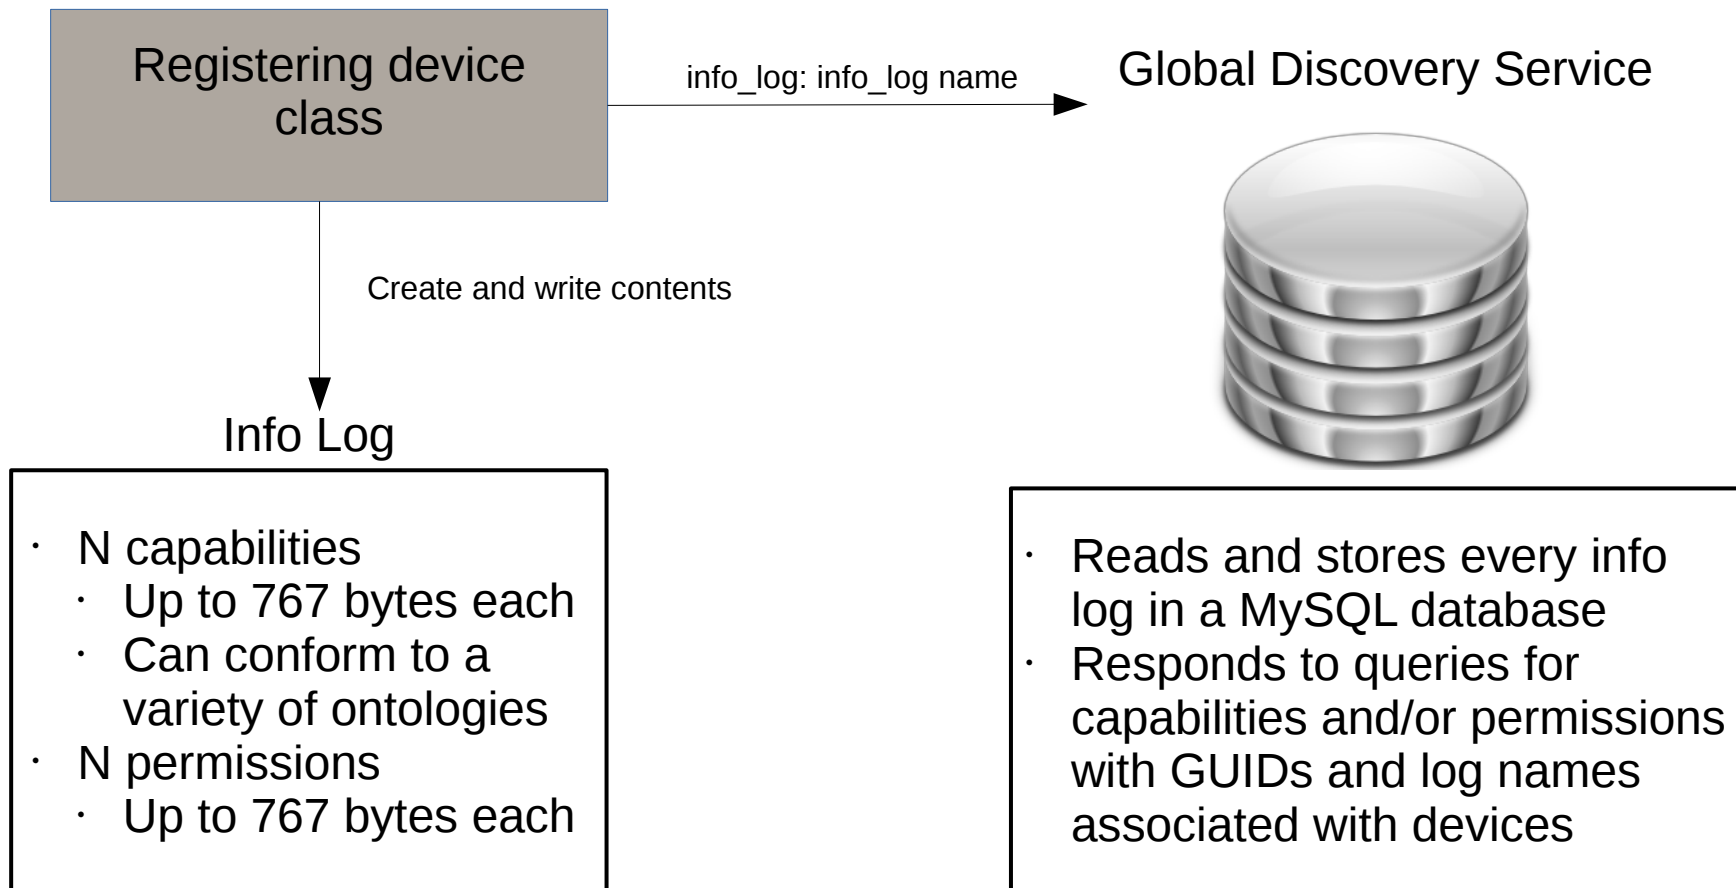 Registering device
class
info_log: info_log name
Global Discovery Service
Create and write contents
Info Log
· N capabilities
· Up to 767 bytes each
· Can conform to a
variety of ontologies
· N permissions
· Up to 767 bytes each
· Reads and stores every info
log in a MySQL database
· Responds to queries for
capabilities and/or permissions
with GUIDs and log names
associated with devices